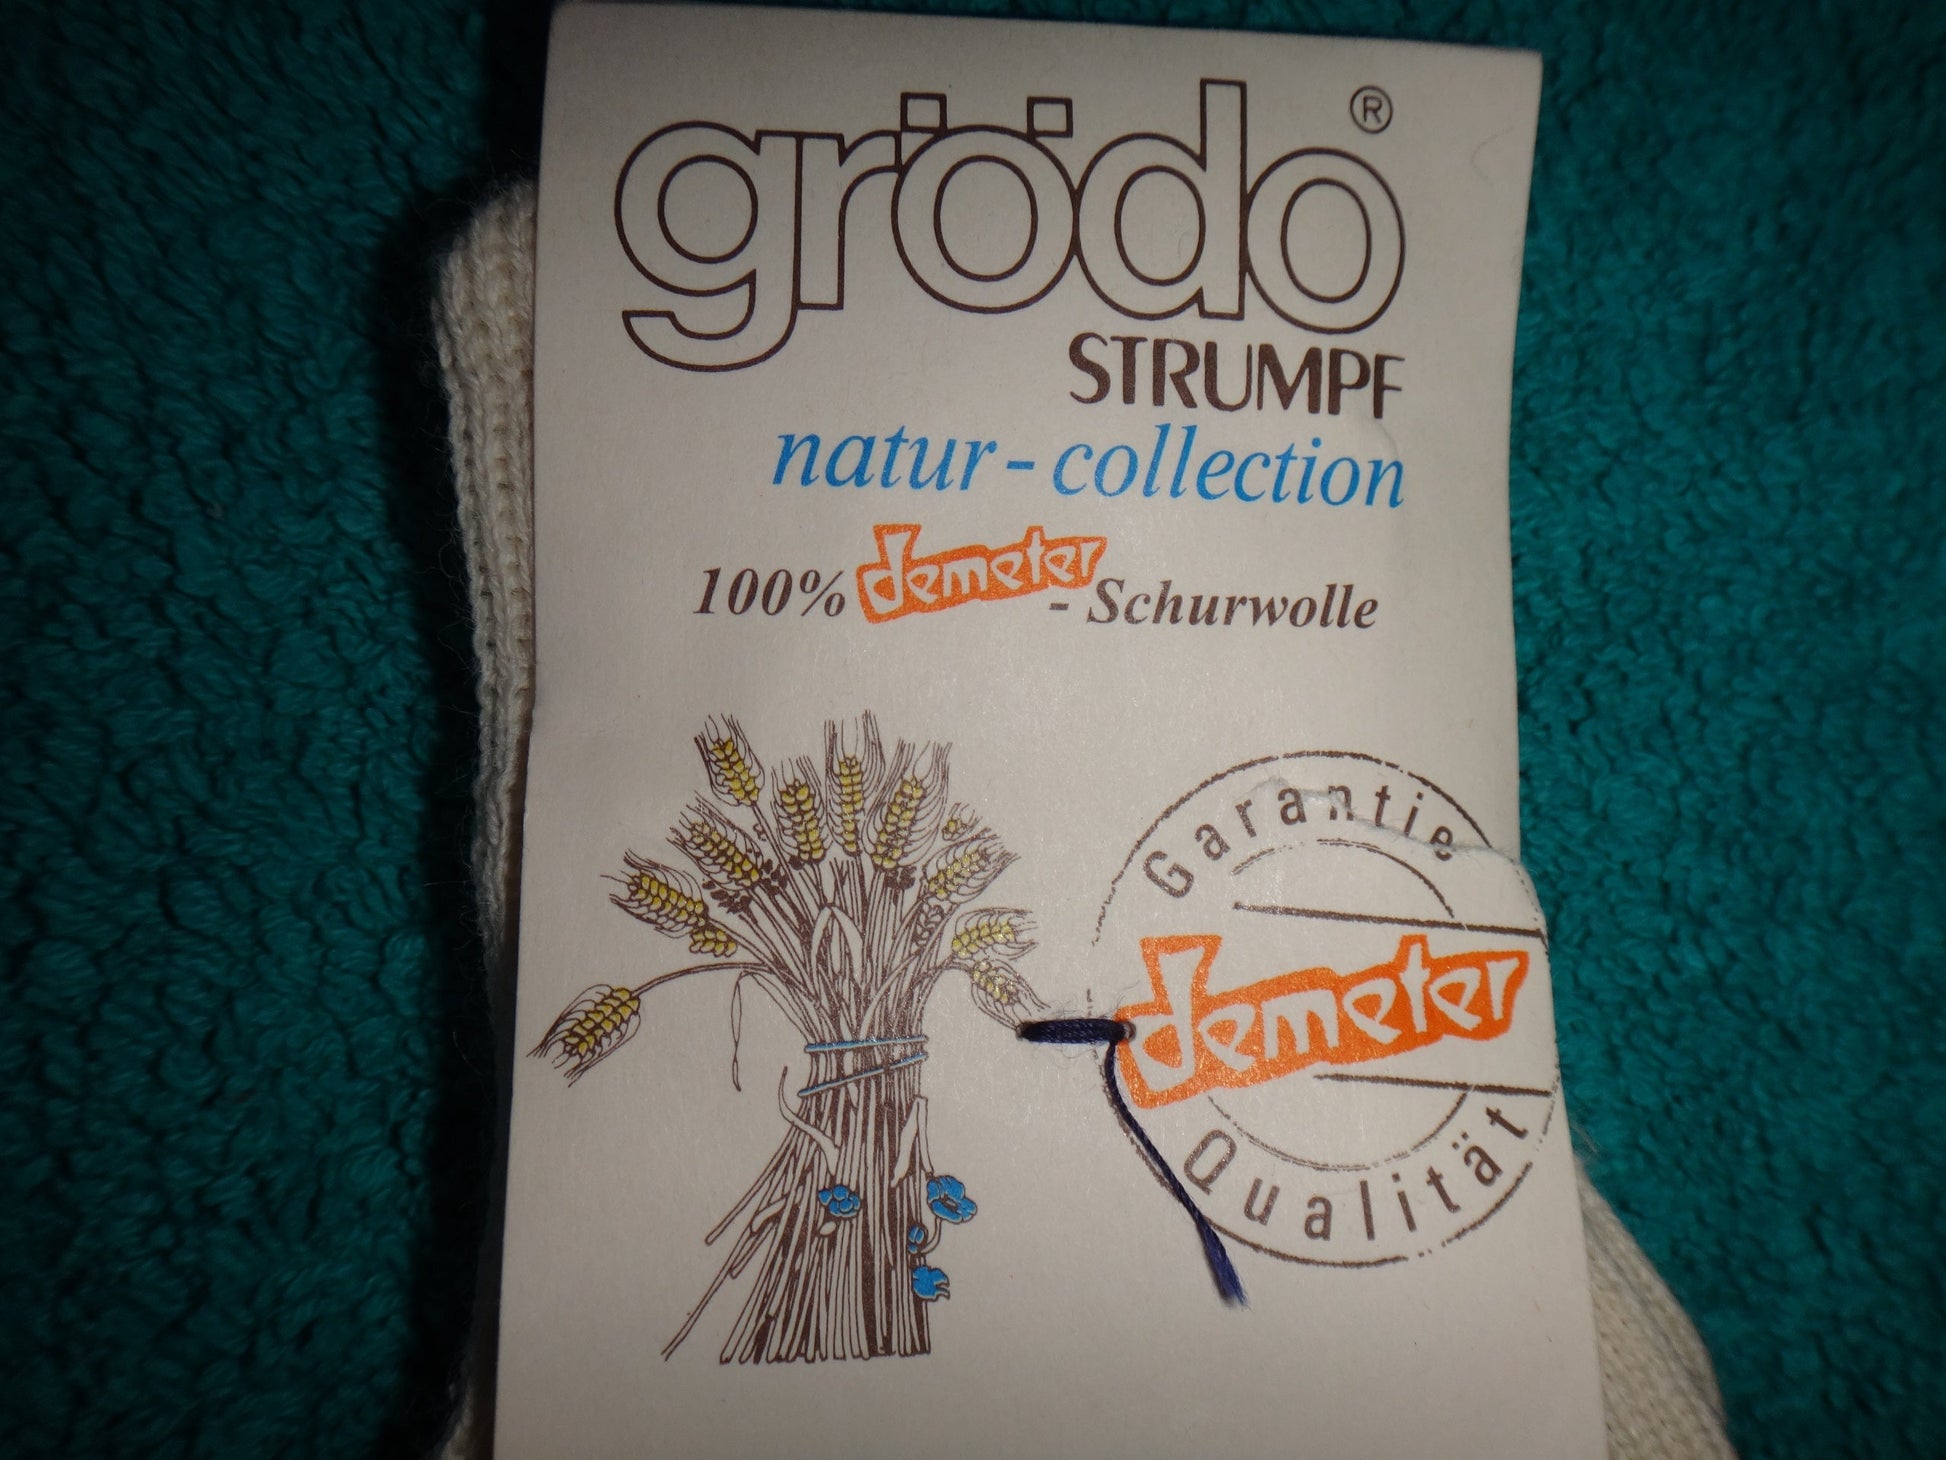 grödo ®
STRUMPF
natur-collection
100% demeter - Schurwolle
Garantie
demeter
Qualität